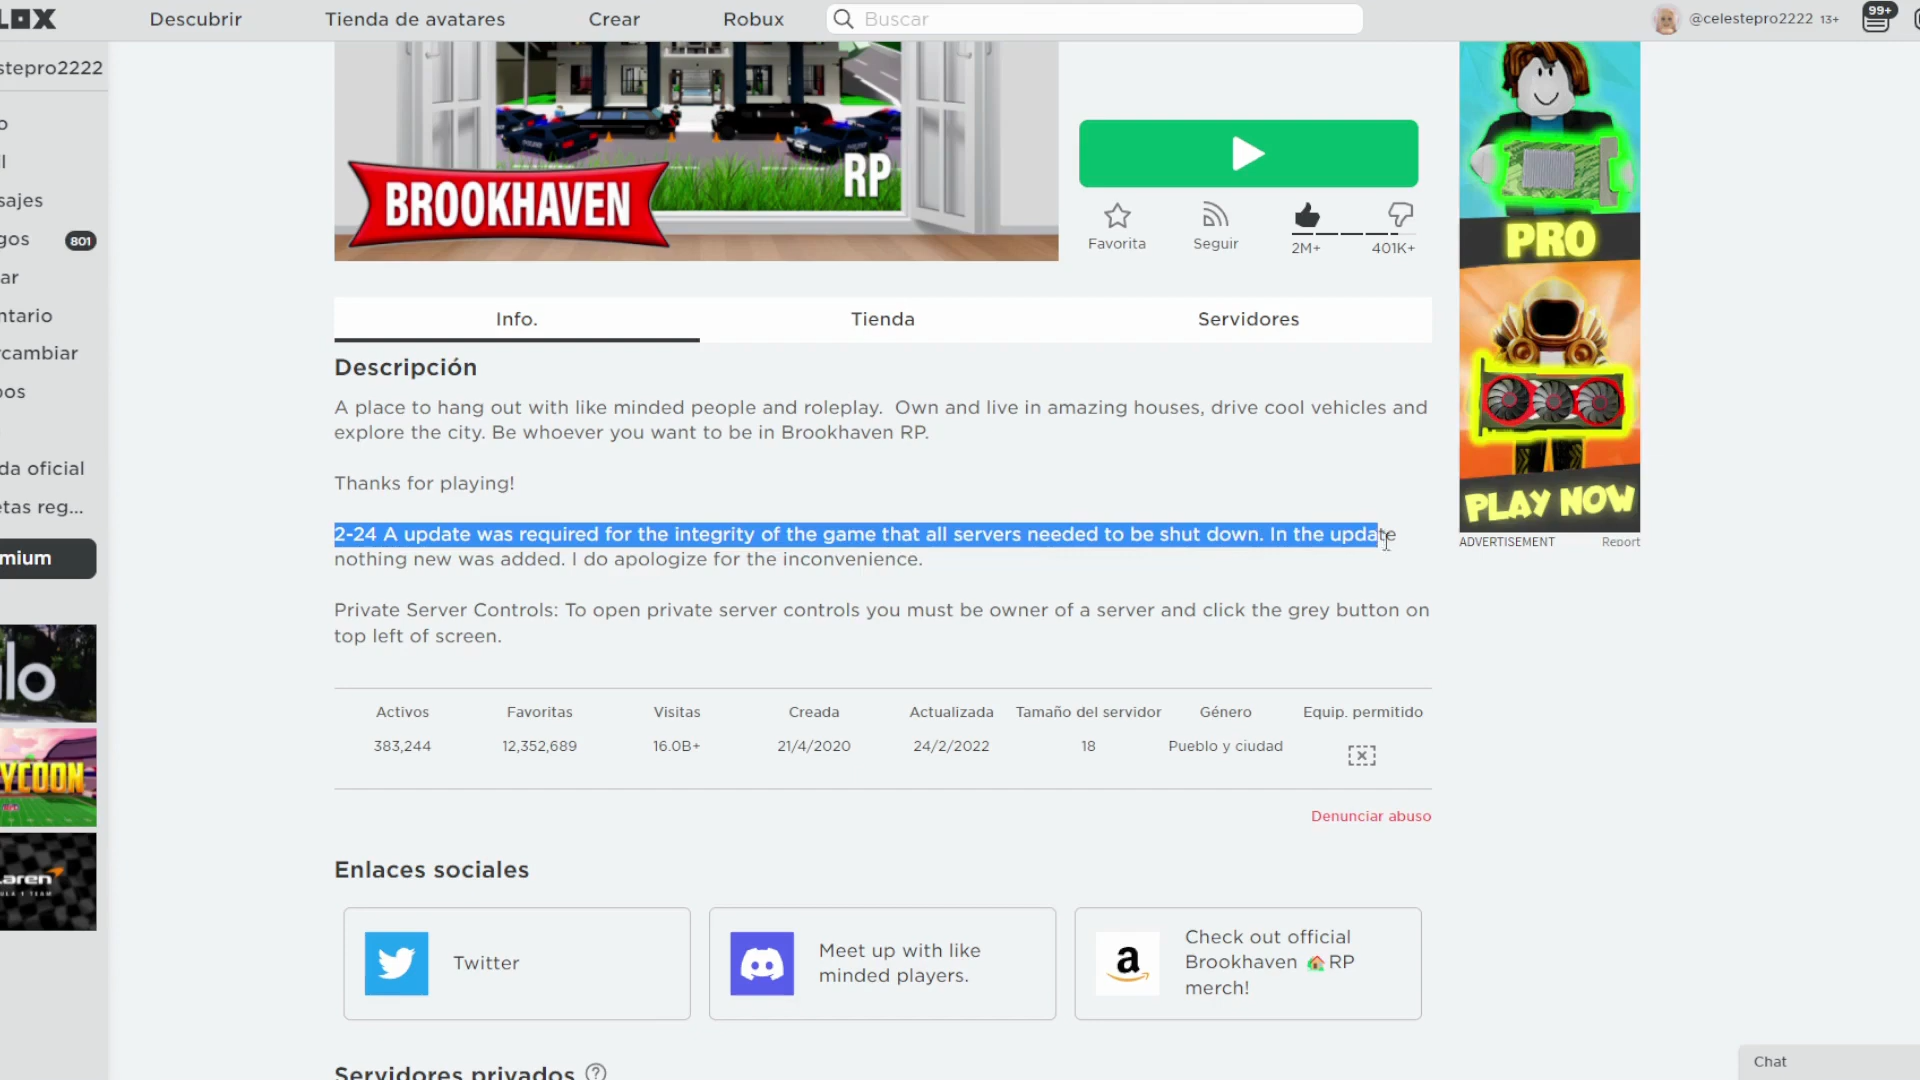 LOX
Descubrir
Tienda de avatares
Crear
Robux
Buscar
@celestepro2222 13+
99+
stepro2222
o
l
sajes
gos 801
ar
ntario
rcambiar
pos
da oficial
etas reg...
mium
lo
YCOON
aren
BROOKHAVEN
RP
Favorita
Seguir
2M+
401K+
Info.
Tienda
Servidores
Descripción
A place to hang out with like minded people and roleplay. Own and live in amazing houses, drive cool vehicles and
explore the city. Be whoever you want to be in Brookhaven RP.
Thanks for playing!
2-24 A update was required for the integrity of the game that all servers needed to be shut down. In the update
nothing new was added. I do apologize for the inconvenience.
Private Server Controls: To open private server controls you must be owner of a server and click the grey button on
top left of screen.
Activos Favoritas Visitas Creada Actualizada Tamaño del servidor Género Equip. permitido
383,244 12,352,689 16.0B+ 21/4/2020 24/2/2022 18 Pueblo y ciudad
Denunciar abuso
Enlaces sociales
Twitter
Meet up with like
minded players.
a
Check out official
Brookhaven 🏠RP
merch!
Servidores privados ?
PRO
PLAY NOW
ADVERTISEMENT Report
Chat